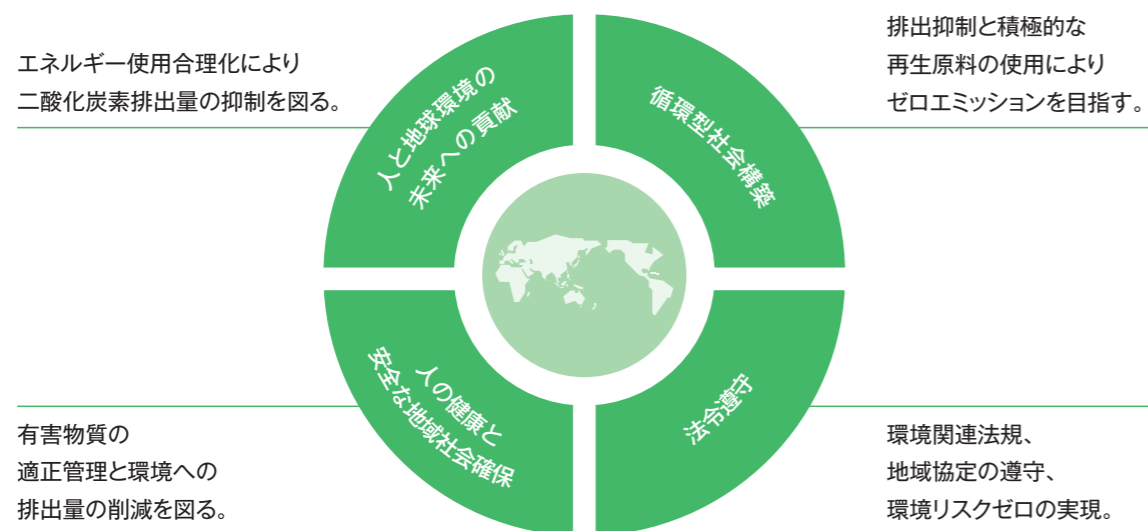 エネルギー使用合理化により
二酸化炭素排出量の抑制を図る。
人と地球環境の
未来への貢献
循環型社会構築
排出抑制と積極的な
再生原料の使用により
ゼロエミッションを目指す。
人の健康と
安全な地域社会確保
有害物質の
適正管理と環境への
排出量の削減を図る。
法令遵守
環境関連法規、
地域協定の遵守、
環境リスクゼロの実現。